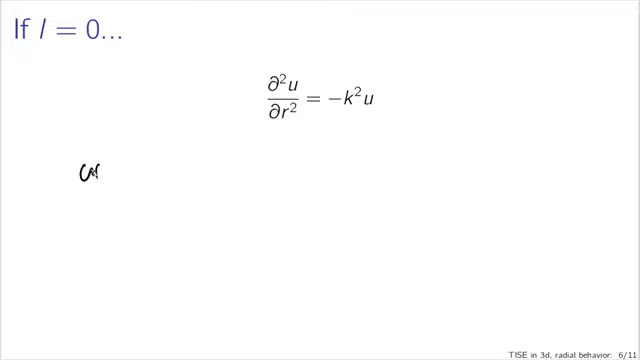 If l = 0...
∂²u/∂r² = −k²u
TISE in 3d, radial behavior: 6/11